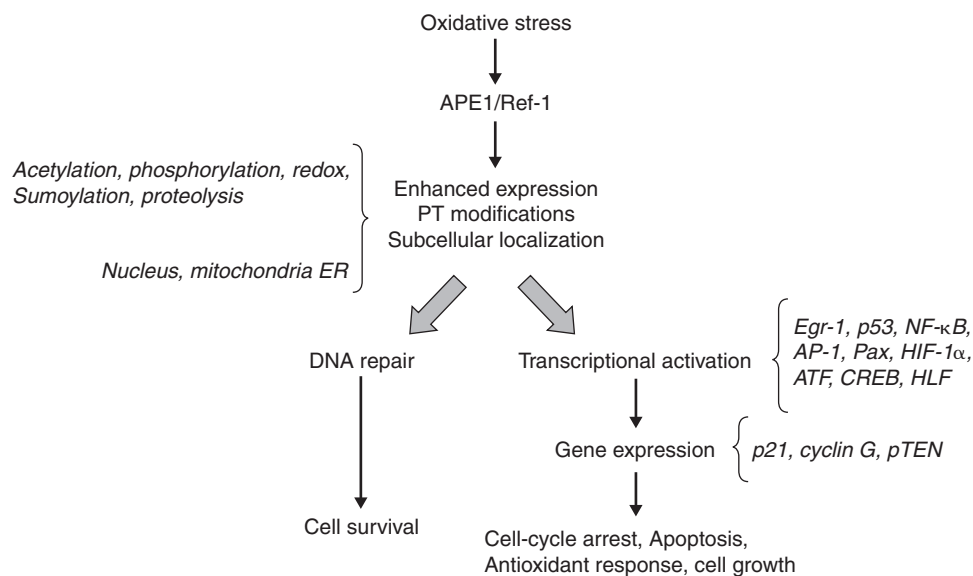 Oxidative stress
APE1/Ref-1
Acetylation, phosphorylation, redox,
Sumoylation, proteolysis
Nucleus, mitochondria ER
Enhanced expression
PT modifications
Subcellular localization
DNA repair
Cell survival
Transcriptional activation
Egr-1, p53, NF-κB,
AP-1, Pax, HIF-1α,
ATF, CREB, HLF
Gene expression
p21, cyclin G, pTEN
Cell-cycle arrest, Apoptosis,
Antioxidant response, cell growth